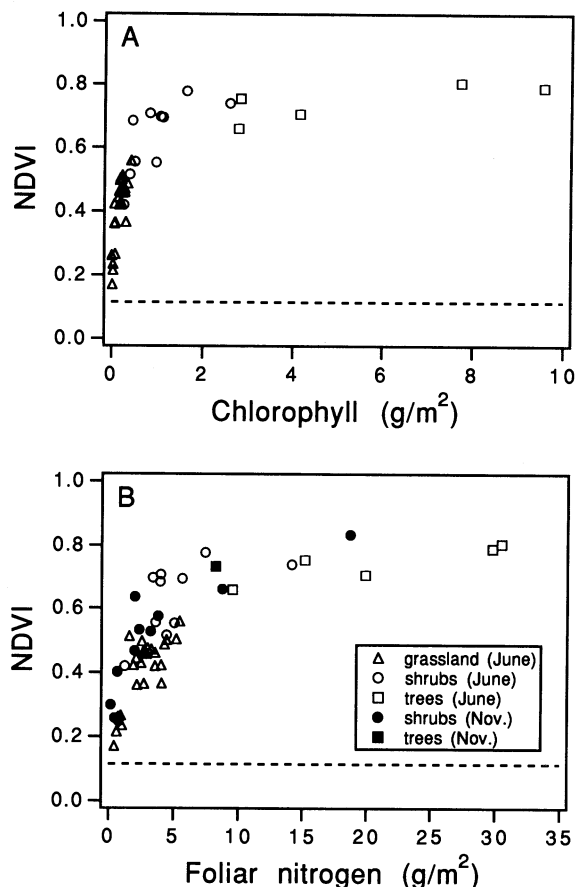 1.0
A
0.8
0.6
NDVI
0.4
0.2
0.0
0 2 4 6 8 10
Chlorophyll (g/m²)
1.0
B
0.8
0.6
NDVI
0.4
grassland (June)
shrubs (June)
trees (June)
shrubs (Nov.)
trees (Nov.)
0.2
0.0
0 5 10 15 20 25 30 35
Foliar nitrogen (g/m²)